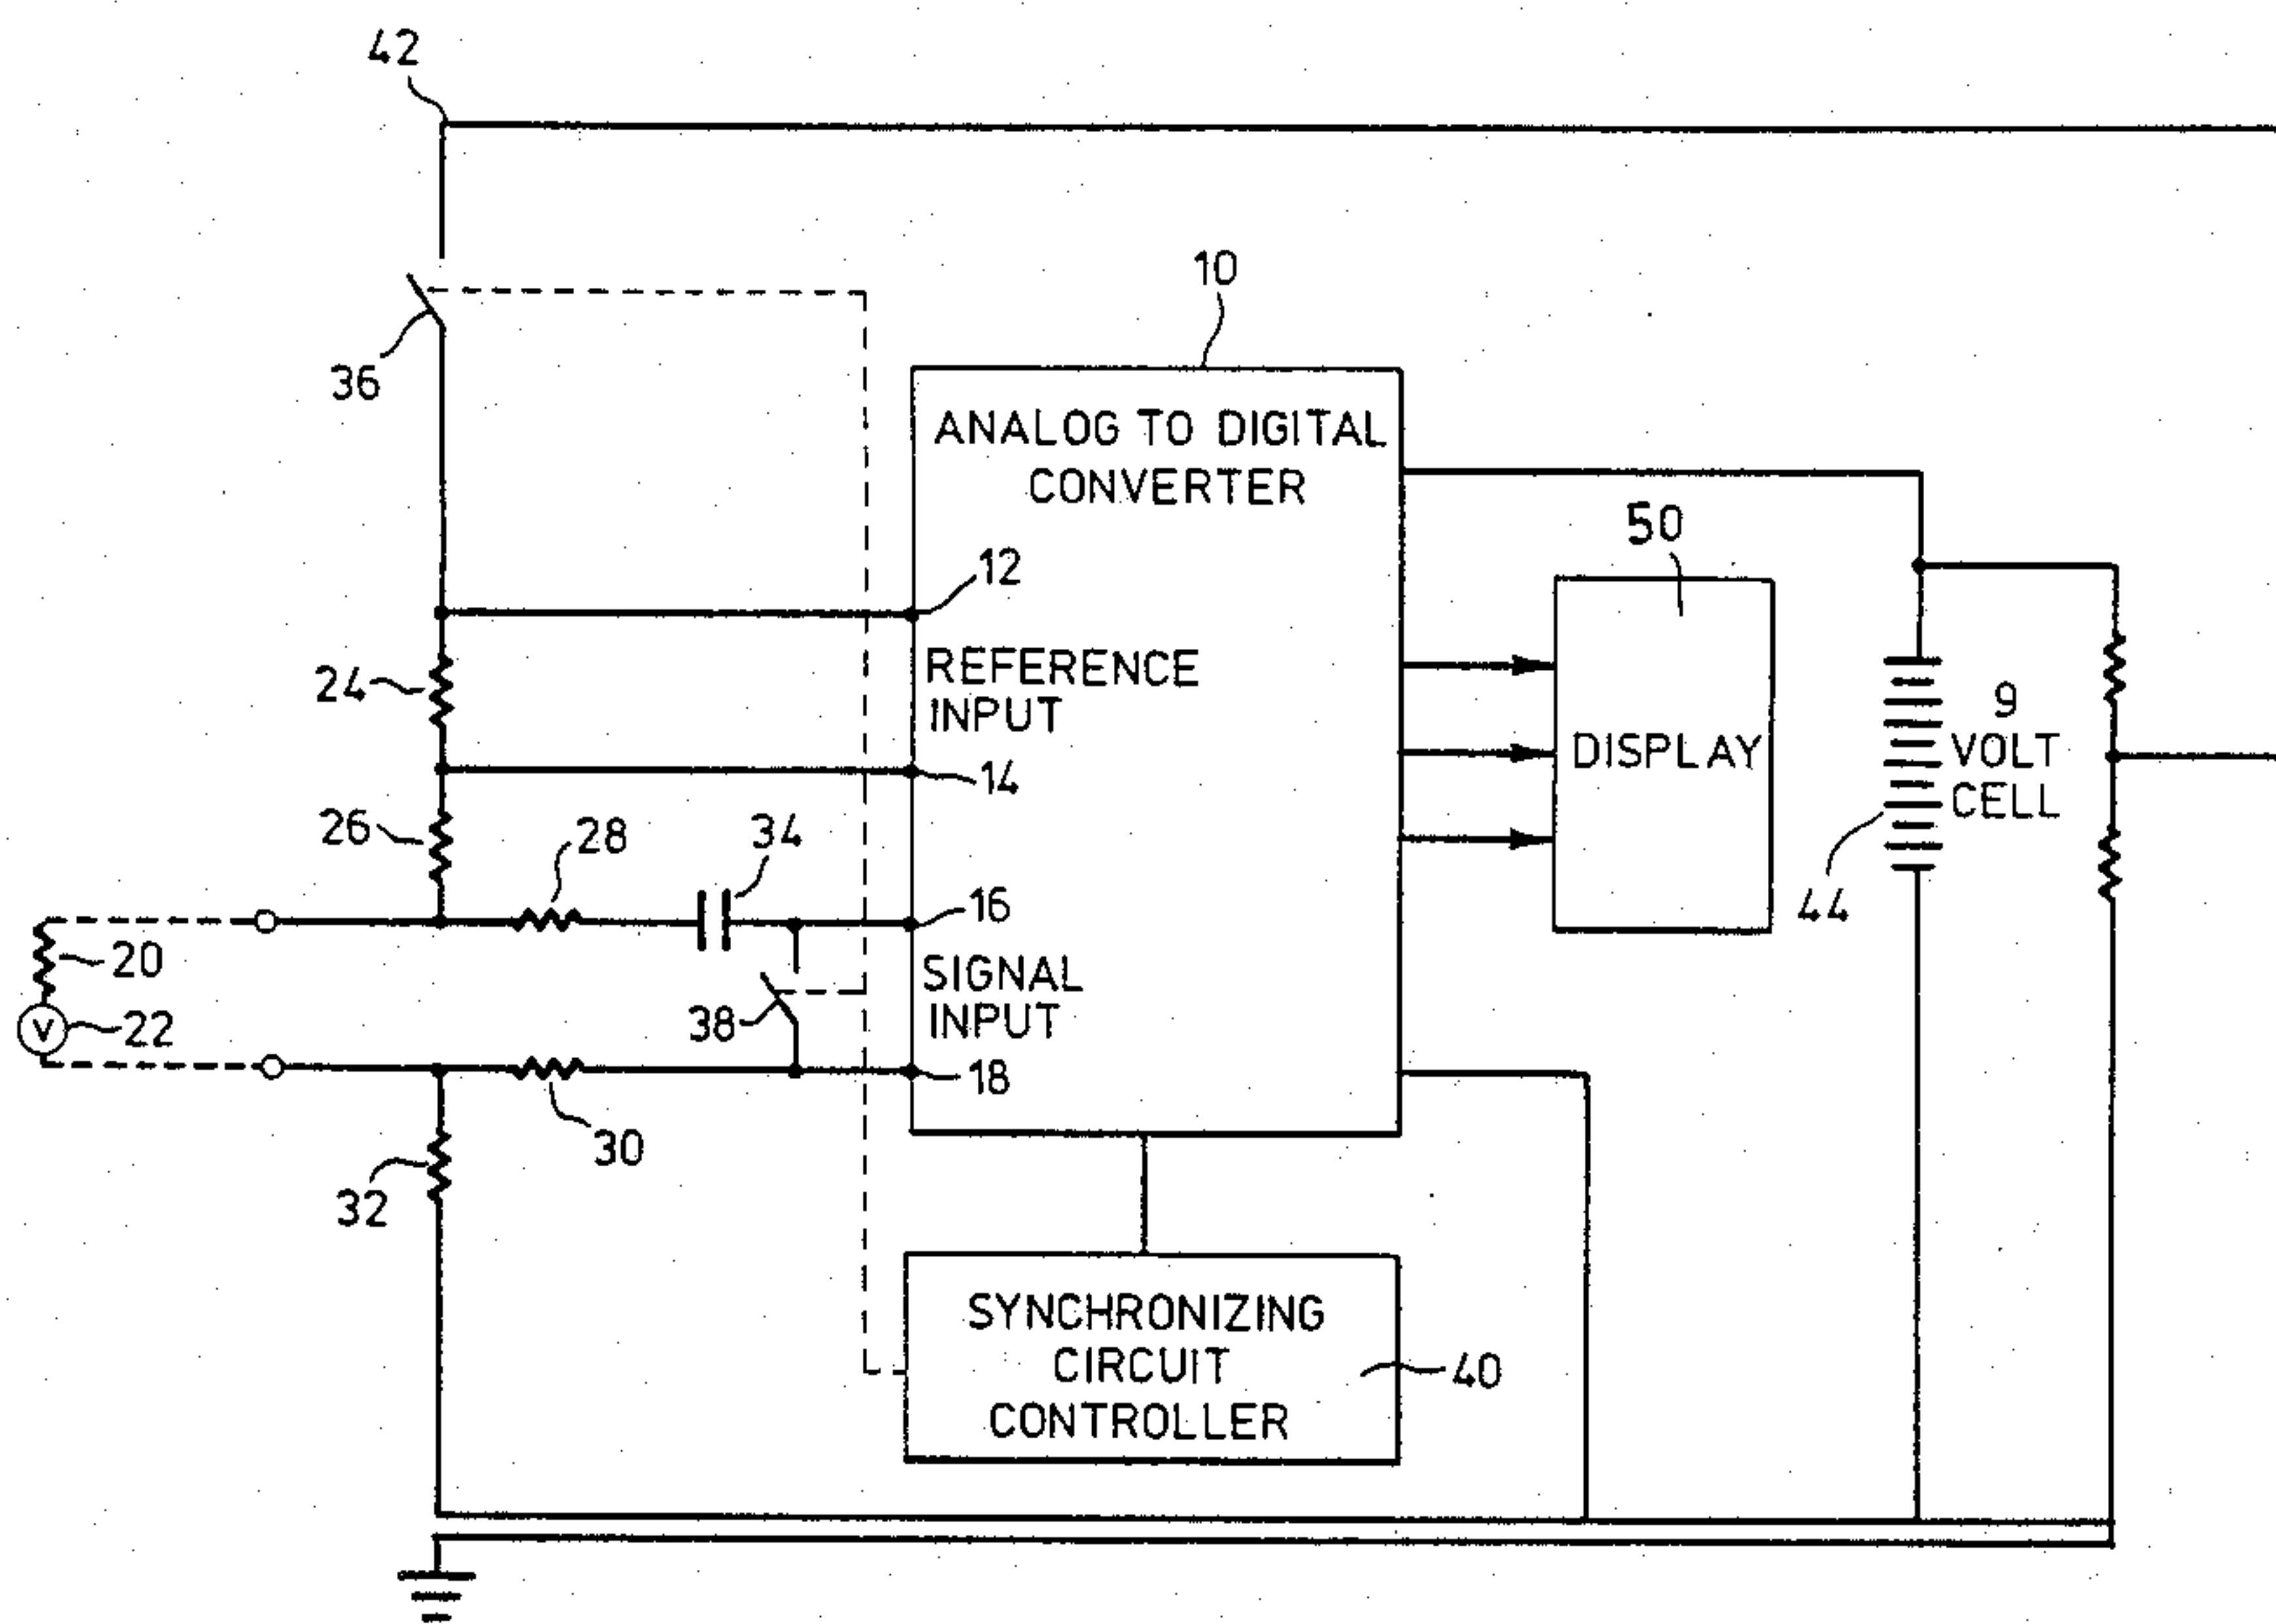 42
10
36
ANALOG TO DIGITAL
CONVERTER
50
12
24
REFERENCE
INPUT
9
VOLT
CELL
DISPLAY
14
26
28
34
16
44
20
SIGNAL
INPUT
22
38
18
30
32
SYNCHRONIZING
CIRCUIT
CONTROLLER
40
V